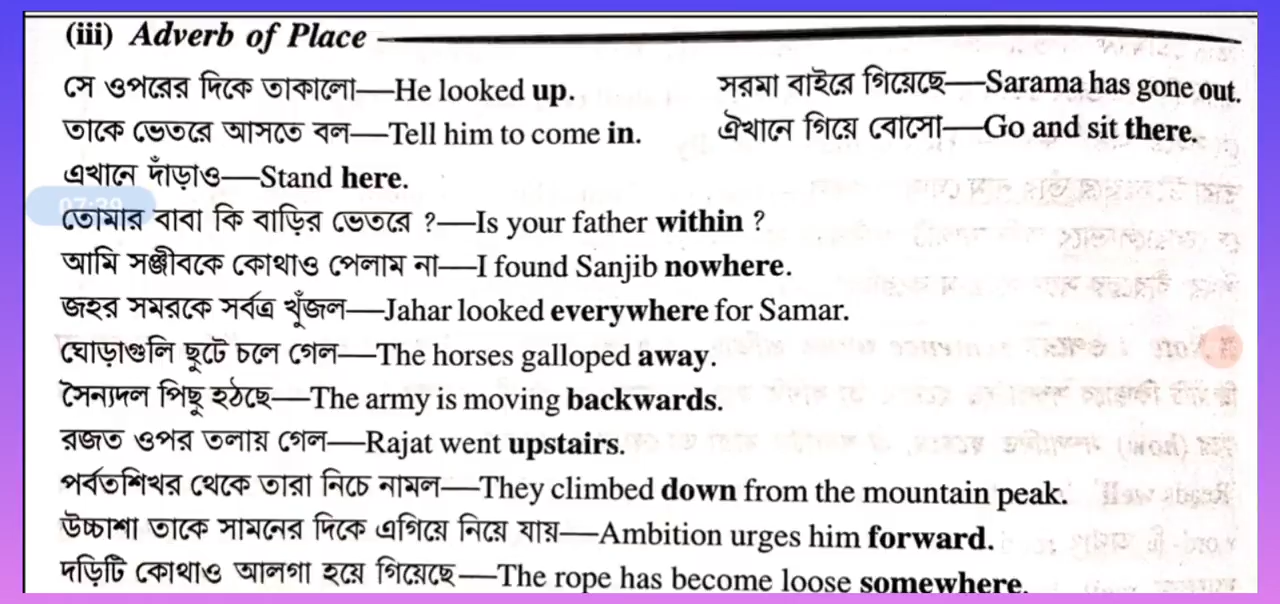 (iii) Adverb of Place
সে ওপরের দিকে তাকালো—He looked up. সরমা বাইরে গিয়েছে—Sarama has gone out.
তাকে ভেতরে আসতে বল—Tell him to come in. ঐখানে গিয়ে বোসো—Go and sit there.
এখানে দাঁড়াও—Stand here.
07:39
তোমার বাবা কি বাড়ির ভেতরে ?—Is your father within ?
আমি সঞ্জীবকে কোথাও পেলাম না—I found Sanjib nowhere.
জহর সমরকে সর্বত্র খুঁজল—Jahar looked everywhere for Samar.
ঘোড়াগুলি ছুটে চলে গেল—The horses galloped away.
সৈন্যদল পিছু হঠছে—The army is moving backwards.
রজত ওপর তলায় গেল—Rajat went upstairs.
পর্বতশিখর থেকে তারা নিচে নামল—They climbed down from the mountain peak.
উচ্চাশা তাকে সামনের দিকে এগিয়ে নিয়ে যায়—Ambition urges him forward.
দড়িটি কোথাও আলগা হয়ে গিয়েছে—The rope has become loose somewhere.